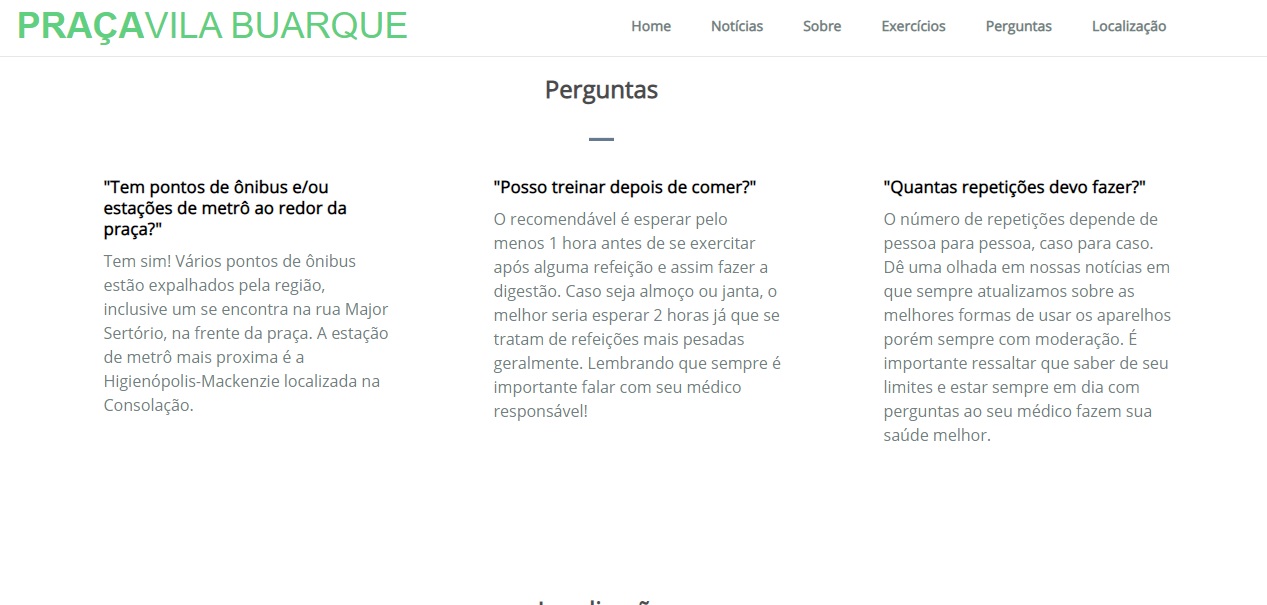 PRAÇAVILA BUARQUE
Home Notícias Sobre Exercícios Perguntas Localização
Perguntas
"Tem pontos de ônibus e/ou
estações de metrô ao redor da
praça?"
Tem sim! Vários pontos de ônibus
estão expalhados pela região,
inclusive um se encontra na rua Major
Sertório, na frente da praça. A estação
de metrô mais proxima é a
Higienópolis-Mackenzie localizada na
Consolação.
"Posso treinar depois de comer?"
O recomendável é esperar pelo
menos 1 hora antes de se exercitar
após alguma refeição e assim fazer a
digestão. Caso seja almoço ou janta, o
melhor seria esperar 2 horas já que se
tratam de refeições mais pesadas
geralmente. Lembrando que sempre é
importante falar com seu médico
responsável!
"Quantas repetições devo fazer?"
O número de repetições depende de
pessoa para pessoa, caso para caso.
Dê uma olhada em nossas notícias em
que sempre atualizamos sobre as
melhores formas de usar os aparelhos
porém sempre com moderação. É
importante ressaltar que saber de seu
limites e estar sempre em dia com
perguntas ao seu médico fazem sua
saúde melhor.
Localização